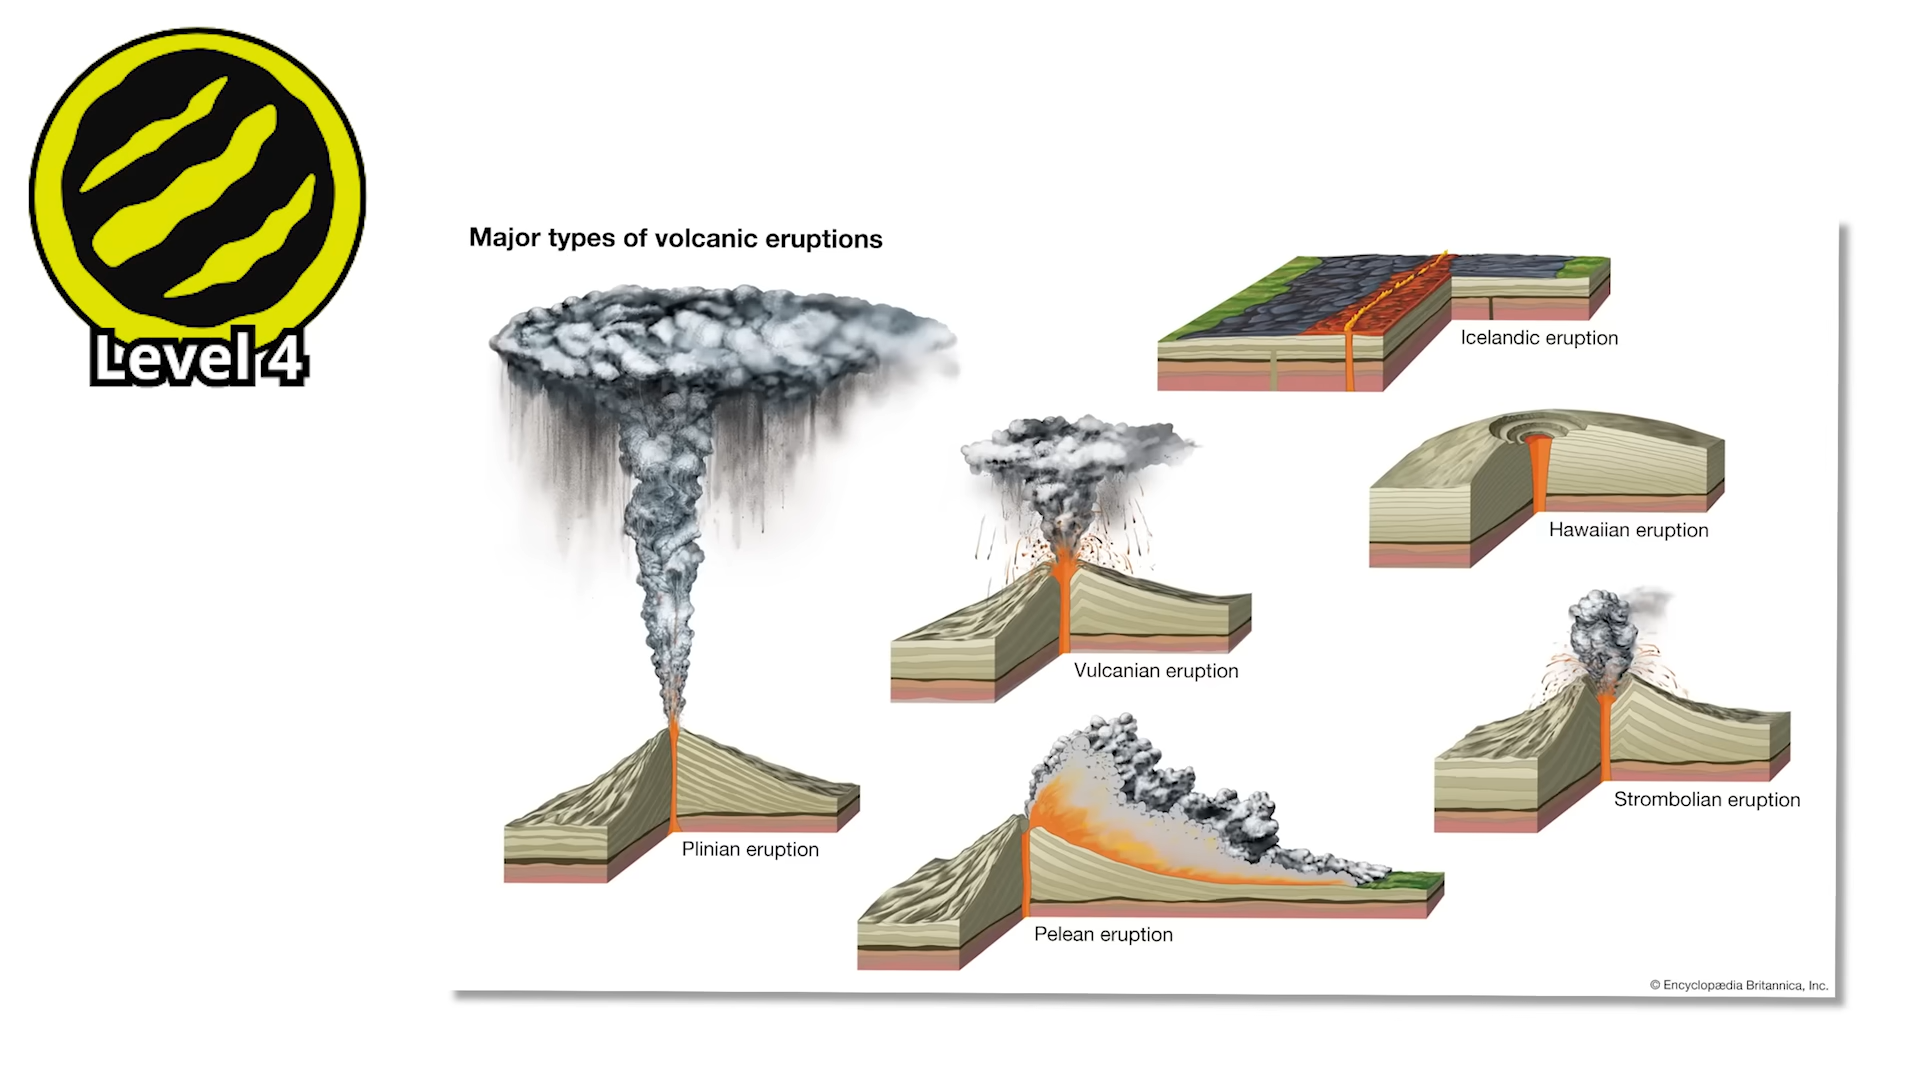 Level 4
Major types of volcanic eruptions
Icelandic eruption
Hawaiian eruption
Vulcanian eruption
Strombolian eruption
Plinian eruption
Pelean eruption
© Encyclopædia Britannica, Inc.